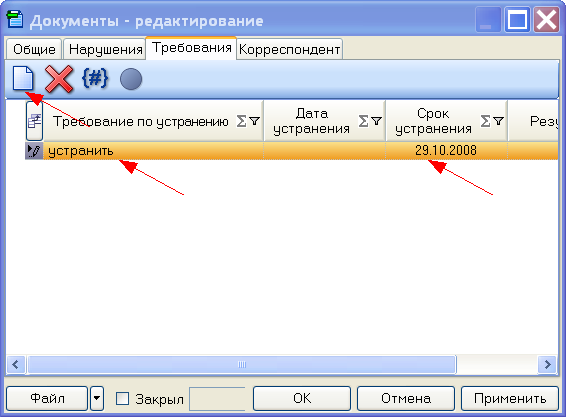 Документы - редактирование
Общие Нарушения Требования Корреспондент
{#}
Требование по устранению Σ Дата устранения Σ Срок устранения Σ Резу
устранить 29.10.2008
Файл Закрыл OK Отмена Применить